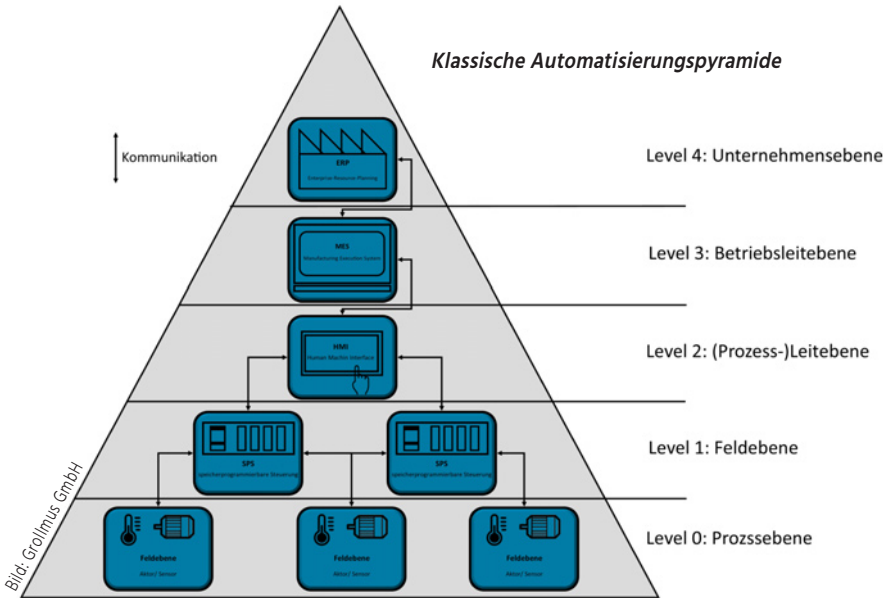 Klassische Automatisierungspyramide
Kommunikation
ERP
Enterprise-Resource-Planning
Level 4: Unternehmensebene
MES
Manufacturing Execution System
Level 3: Betriebsleitebene
HMI
Human Machin Interface
Level 2: (Prozess-)Leitebene
SPS
speicherprogrammierbare Steuerung
SPS
speicherprogrammierbare Steuerung
Level 1: Feldebene
Feldebene
Aktor/ Sensor
Feldebene
Aktor/ Sensor
Feldebene
Aktor/ Sensor
Level 0: Prozssebene
Bild: Grollmus GmbH